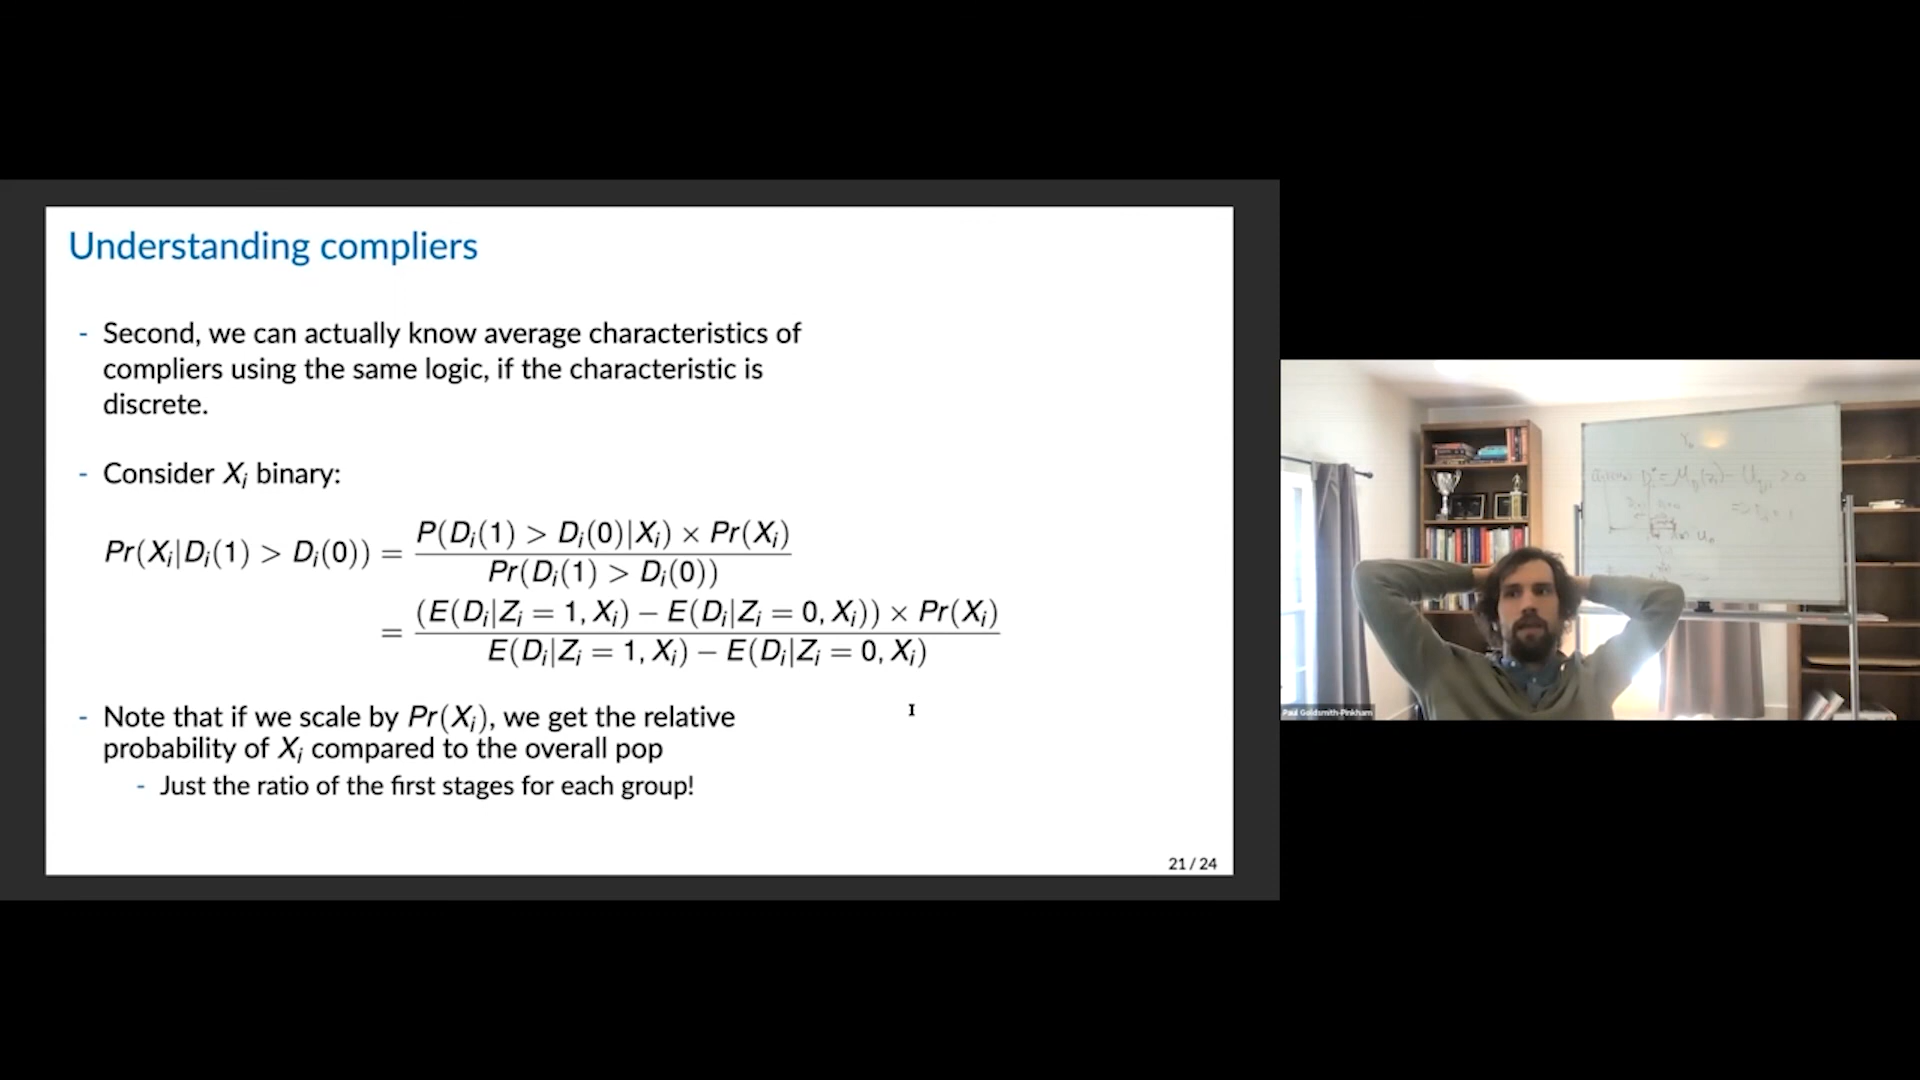 Understanding compliers
- Second, we can actually know average characteristics of
compliers using the same logic, if the characteristic is
discrete.
- Consider Xᵢ binary:
Pr(Xᵢ|Dᵢ(1) > Dᵢ(0)) = P(Dᵢ(1) > Dᵢ(0)|Xᵢ) × Pr(Xᵢ)
Pr(Dᵢ(1) > Dᵢ(0))
= (E(Dᵢ|Zᵢ = 1, Xᵢ) − E(Dᵢ|Zᵢ = 0, Xᵢ)) × Pr(Xᵢ)
E(Dᵢ|Zᵢ = 1, Xᵢ) − E(Dᵢ|Zᵢ = 0, Xᵢ)
- Note that if we scale by Pr(Xᵢ), we get the relative
probability of Xᵢ compared to the overall pop
- Just the ratio of the first stages for each group!
21 / 24
Paul Goldsmith-Pinkham